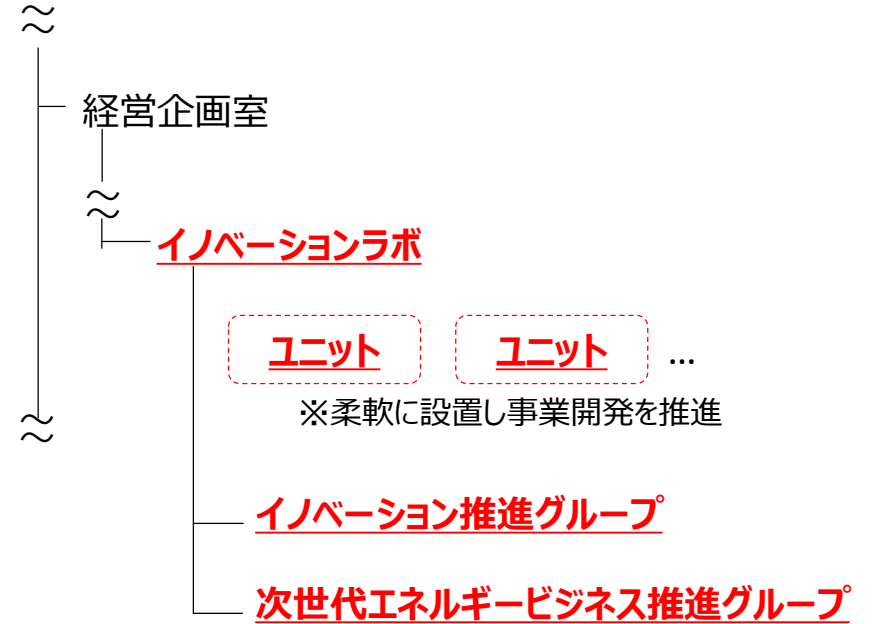 経営企画室
イノベーションラボ
ユニット ユニット …
※柔軟に設置し事業開発を推進
イノベーション推進グループ
次世代エネルギービジネス推進グループ